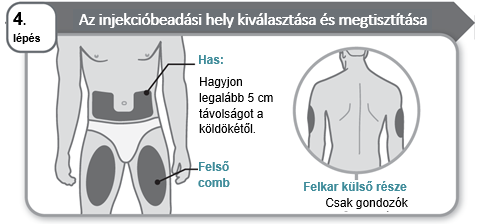 4.
lépés
Az injekcióbeadási hely kiválasztása és megtisztítása
Has:
Hagyjon
legalább 5 cm
távolságot a
köldökétől.
Felső
comb
Felkar külső része
Csak gondozók